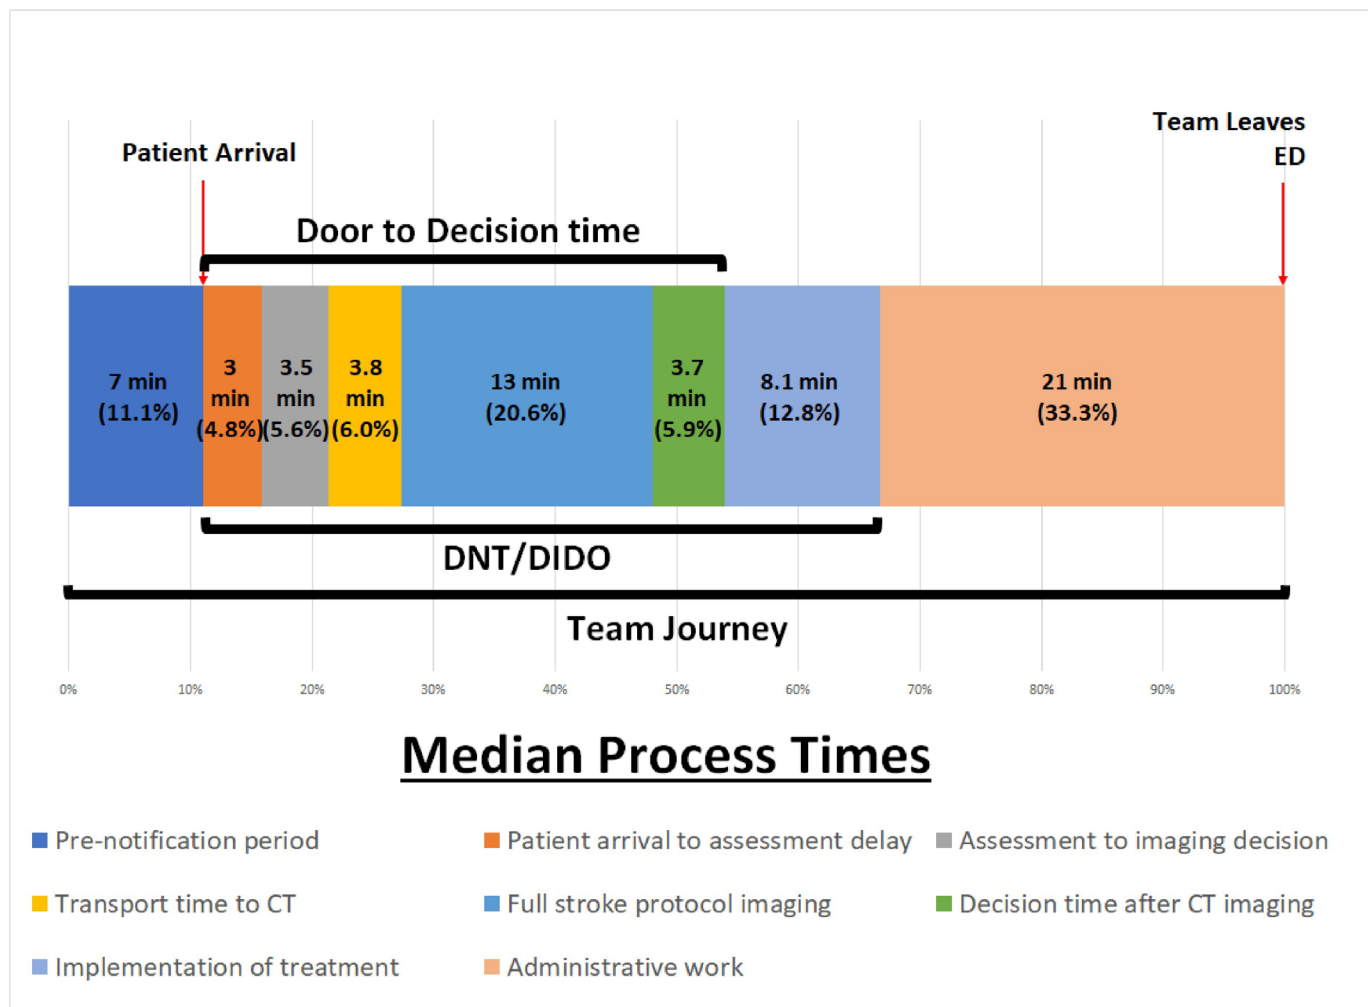 Team Leaves
ED
Patient Arrival
Door to Decision time
7 min
(11.1%)
3
min
(4.8%)
3.5
min
(5.6%)
3.8
min
(6.0%)
13 min
(20.6%)
3.7
min
(5.9%)
8.1 min
(12.8%)
21 min
(33.3%)
DNT/DIDO
Team Journey
0% 10% 20% 30% 40% 50% 60% 70% 80% 90% 100%
Median Process Times
Pre-notification period
Patient arrival to assessment delay
Assessment to imaging decision
Transport time to CT
Full stroke protocol imaging
Decision time after CT imaging
Implementation of treatment
Administrative work